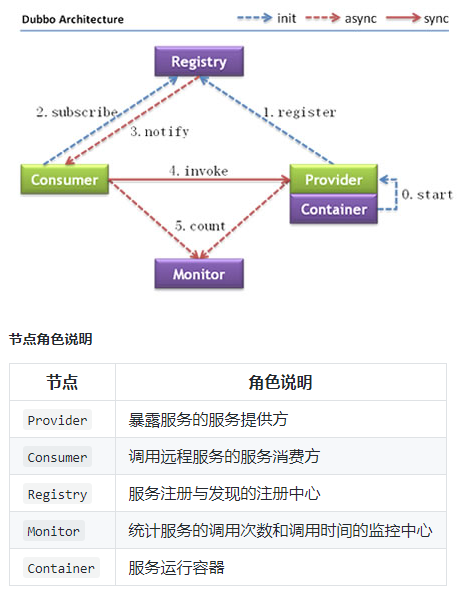 Dubbo Architecture
init
async
sync
Registry
2. subscribe
1. register
3. notify
Consumer
4. invoke
Provider
Container
0. start
5. count
Monitor
节点角色说明
节点 角色说明
Provider 暴露服务的服务提供方
Consumer 调用远程服务的服务消费方
Registry 服务注册与发现的注册中心
Monitor 统计服务的调用次数和调用时间的监控中心
Container 服务运行容器